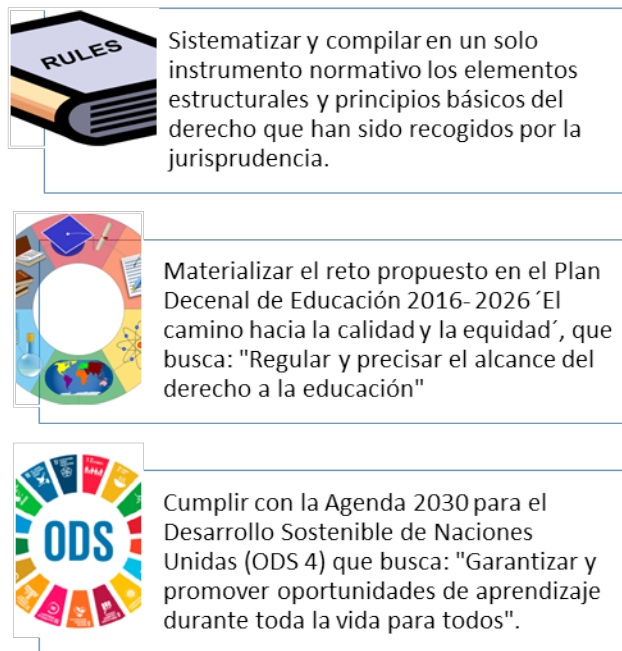 RULES
Sistematizar y compilar en un solo
instrumento normativo los elementos
estructurales y principios básicos del
derecho que han sido recogidos por la
jurisprudencia.
Materializar el reto propuesto en el Plan
Decenal de Educación 2016- 2026 ´El
camino hacia la calidad y la equidad´, que
busca: "Regular y precisar el alcance del
derecho a la educación"
ODS
Cumplir con la Agenda 2030 para el
Desarrollo Sostenible de Naciones
Unidas (ODS 4) que busca: "Garantizar y
promover oportunidades de aprendizaje
durante toda la vida para todos".